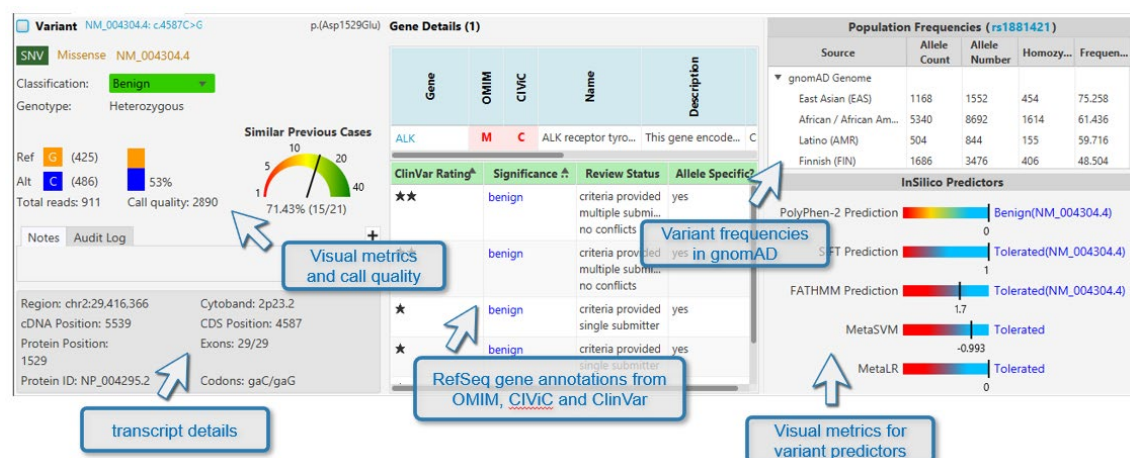 Variant NM_004304.4: c.4587C>G p.(Asp1529Glu)
SNV Missense NM_004304.4
Classification: Benign
Genotype: Heterozygous
Similar Previous Cases
1 5 10 20 40
71.43% (15/21)
Ref G (425)
Alt C (486) 53%
Total reads: 911 Call quality: 2890
Notes Audit Log
+
Visual metrics
and call quality
Region: chr2:29,416,366 Cytoband: 2p23.2
cDNA Position: 5539 CDS Position: 4587
Protein Position: Exons: 29/29
1529
Protein ID: NP_004295.2 Codons: gaC/gaG
transcript details
Gene Details (1)
Gene OMIM CIViC Name Description
ALK M C ALK receptor tyro... This gene encode... C
ClinVar Rating Significance Review Status Allele Specific?
★★ benign criteria provided yes
multiple submi...
no conflicts
★★ benign criteria provided yes
multiple submi...
no conflicts
★ benign criteria provided yes
single submitter
★ benign criteria provided yes
single submitter
RefSeq gene annotations from
OMIM, CIViC and ClinVar
Population Frequencies (rs1881421)
Source Allele Count Allele Number Homozy... Frequen...
gnomAD Genome
East Asian (EAS) 1168 1552 454 75.258
African / African Am... 5340 8692 1614 61.436
Latino (AMR) 504 844 155 59.716
Finnish (FIN) 1686 3476 406 48.504
Variant frequencies
in gnomAD
InSilico Predictors
PolyPhen-2 Prediction Benign(NM_004304.4)
0
SIFT Prediction Tolerated(NM_004304.4)
1
FATHMM Prediction Tolerated(NM_004304.4)
1.7
MetaSVM Tolerated
-0.993
MetaLR Tolerated
0
Visual metrics for
variant predictors